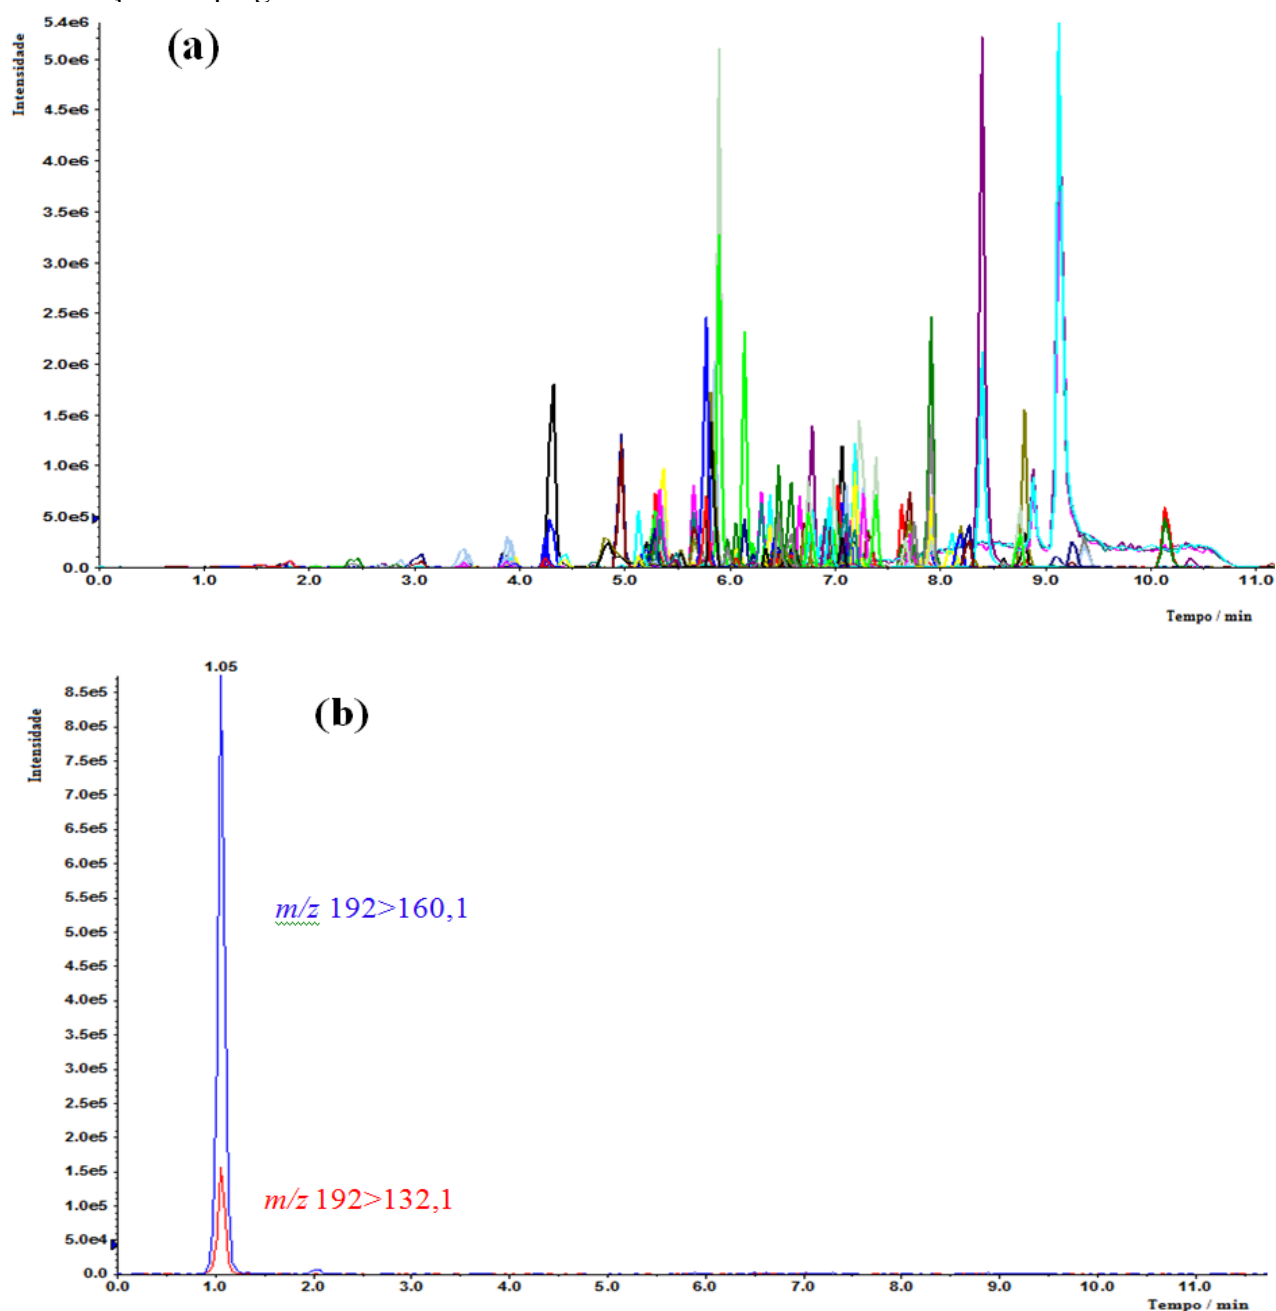 5.4e6
Intensidade
(a)
5.0e6
4.5e6
4.0e6
3.5e6
3.0e6
2.5e6
2.0e6
1.5e6
1.0e6
5.0e5
0.0
0.0 1.0 2.0 3.0 4.0 5.0 6.0 7.0 8.0 9.0 10.0 11.0
Tempo / min
1.05
Intensidade
(b)
8.5e5
8.0e5
7.5e5
7.0e5
6.5e5
6.0e5
5.5e5
m/z 192>160,1
5.0e5
4.5e5
4.0e5
3.5e5
3.0e5
2.5e5
2.0e5
1.5e5
m/z 192>132,1
1.0e5
5.0e4
0.0
0.0 1.0 2.0 3.0 4.0 5.0 6.0 7.0 8.0 9.0 10.0 11.0
Tempo / min